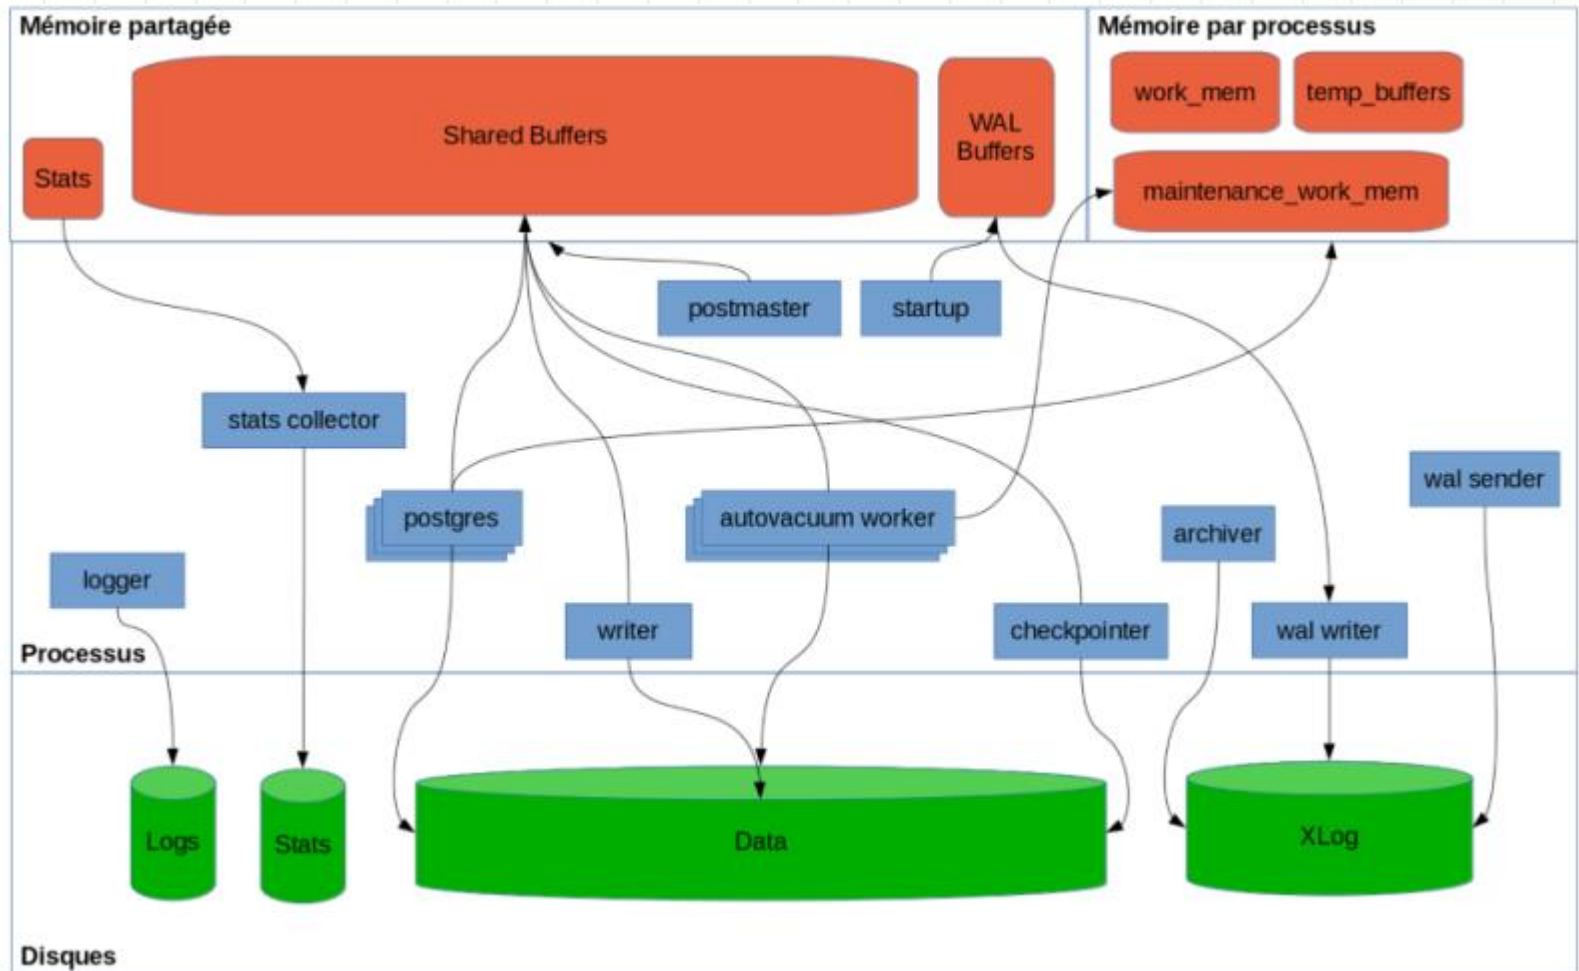 Mémoire partagée
Mémoire par processus
Shared Buffers
WAL
Buffers
Stats
work_mem
temp_buffers
maintenance_work_mem
postmaster
startup
stats collector
postgres
autovacuum worker
wal sender
archiver
logger
writer
checkpointer
wal writer
Processus
Logs
Stats
Data
XLog
Disques